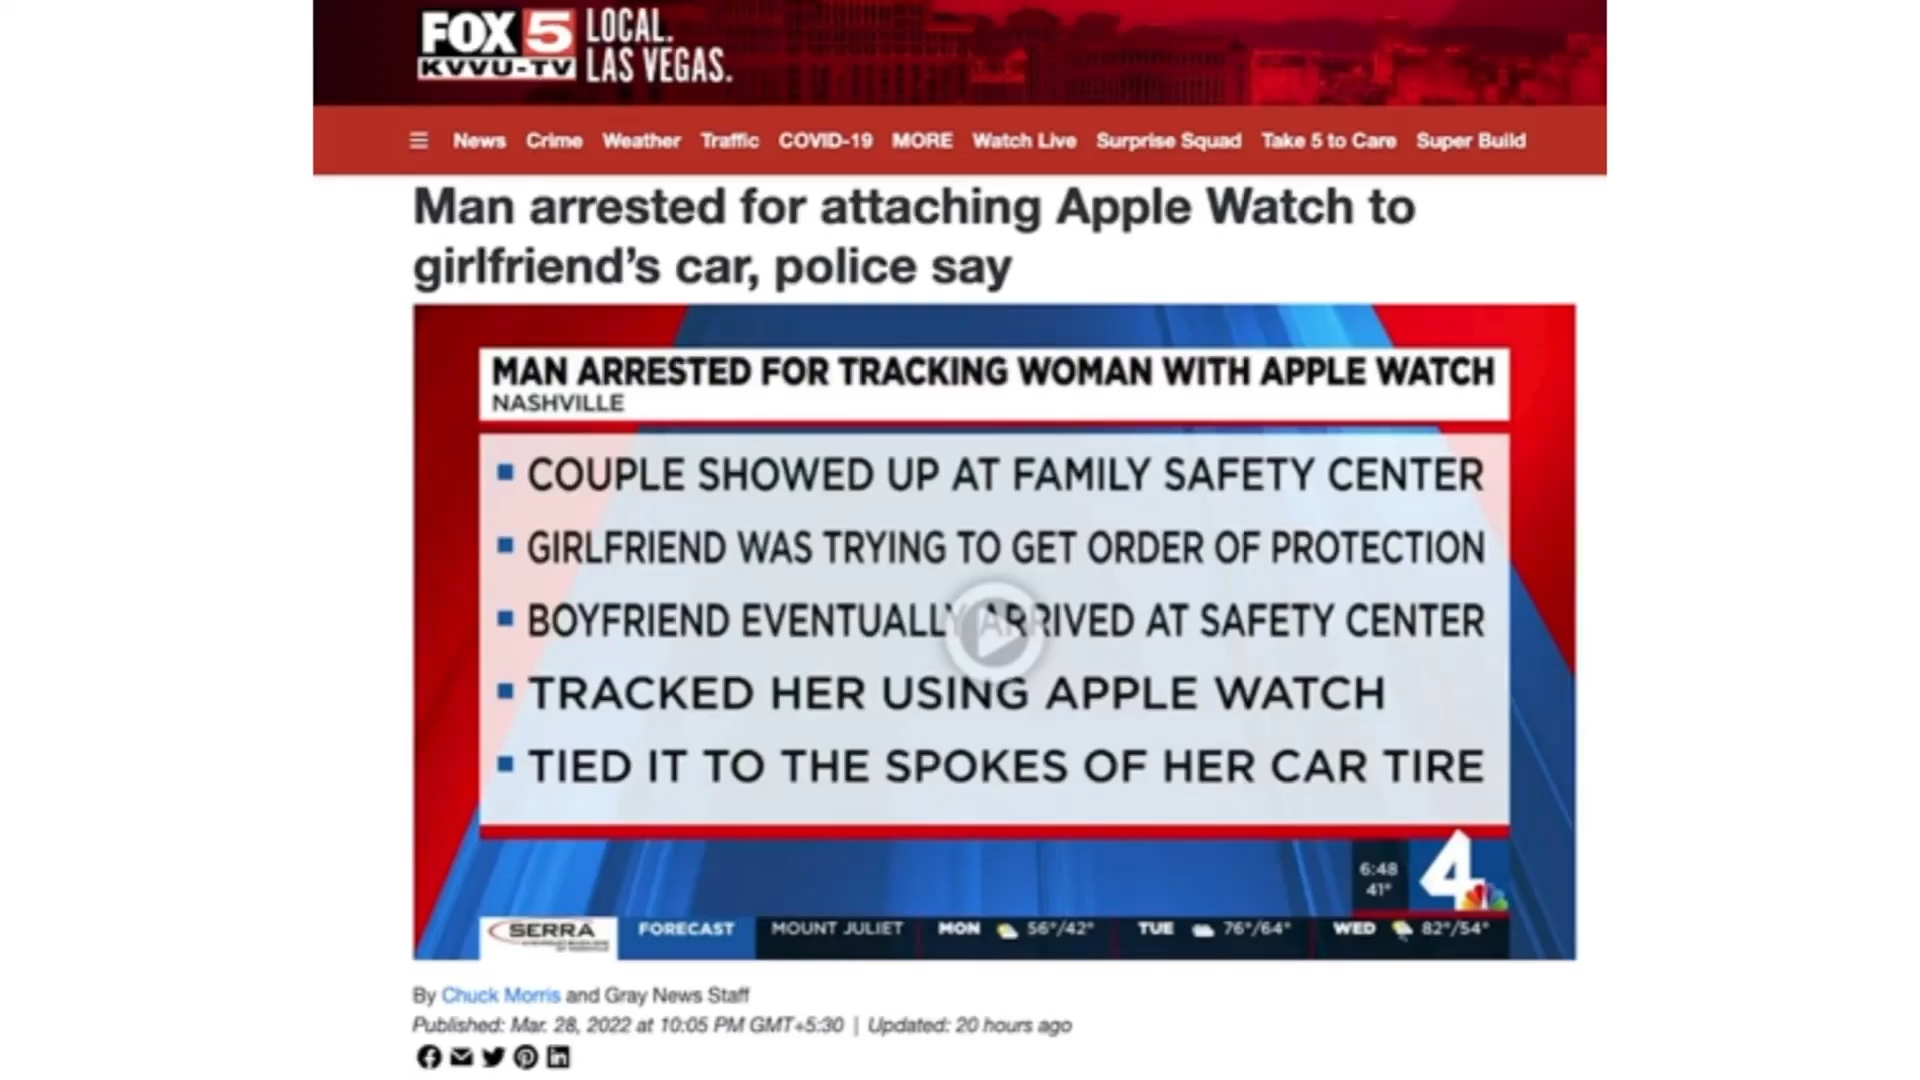 FOX 5
KVVU-TV
LOCAL.
LAS VEGAS.
News Crime Weather Traffic COVID-19 MORE Watch Live Surprise Squad Take 5 to Care Super Build
Man arrested for attaching Apple Watch to
girlfriend's car, police say
MAN ARRESTED FOR TRACKING WOMAN WITH APPLE WATCH
NASHVILLE
COUPLE SHOWED UP AT FAMILY SAFETY CENTER
GIRLFRIEND WAS TRYING TO GET ORDER OF PROTECTION
BOYFRIEND EVENTUALLY ARRIVED AT SAFETY CENTER
TRACKED HER USING APPLE WATCH
TIED IT TO THE SPOKES OF HER CAR TIRE
6:48
41°
4
SERRA
FORECAST MOUNT JULIET MON 56°/42° TUE 76°/64° WED 82°/54°
By Chuck Morris and Gray News Staff
Published: Mar. 28, 2022 at 10:05 PM GMT+5:30 | Updated: 20 hours ago